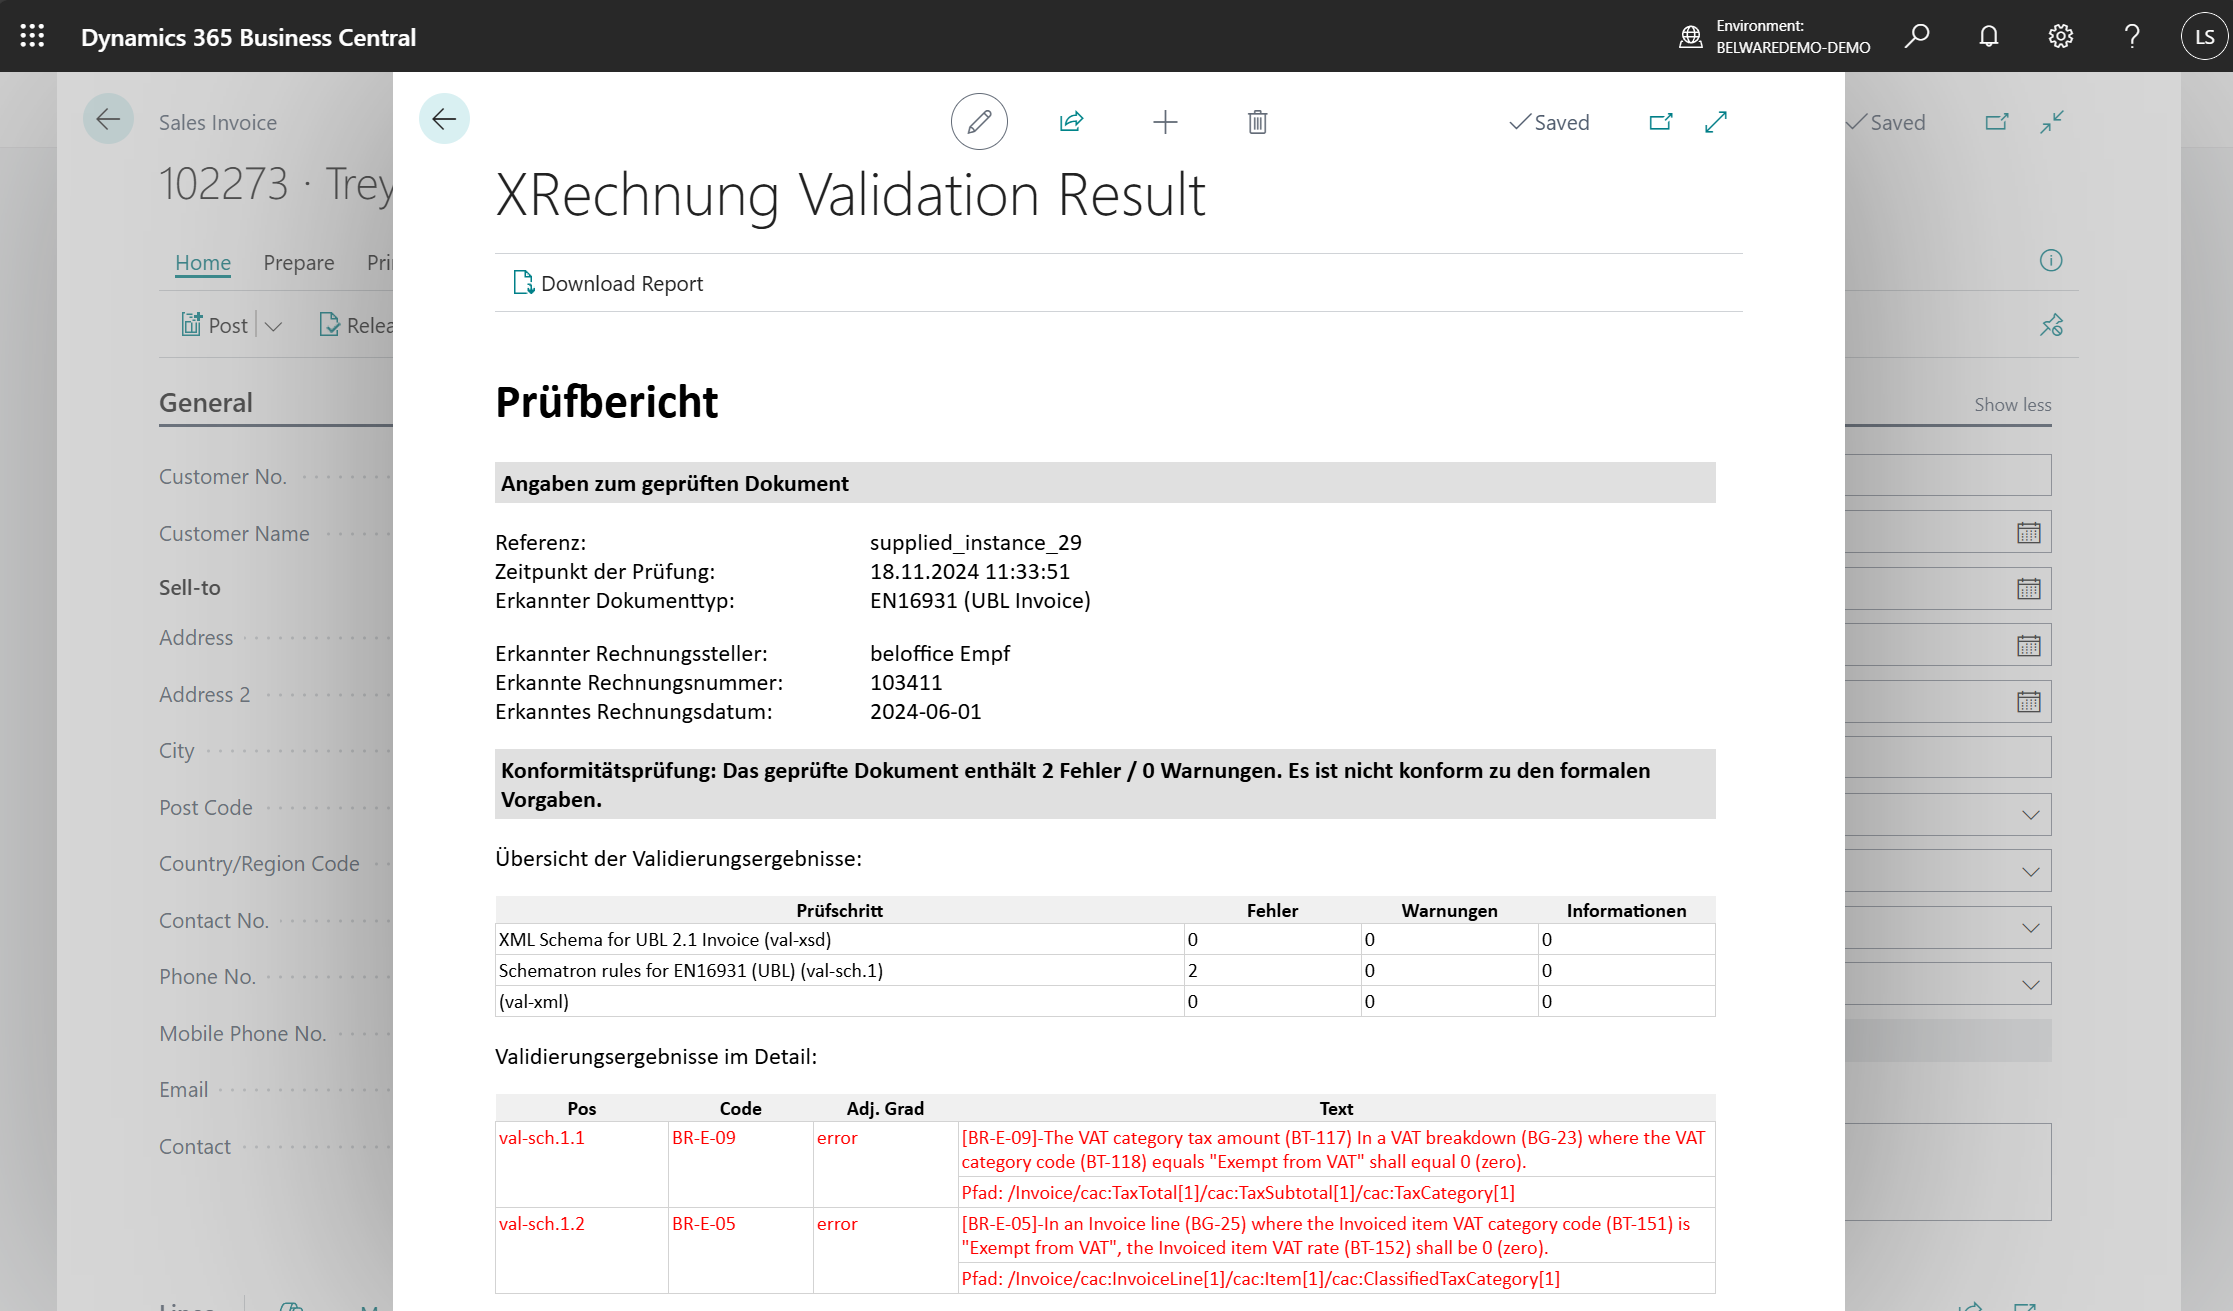 Dynamics 365 Business Central
Environment:
BELWAREDEMO-DEMO
LS
Sales Invoice
Saved
Saved
102273 · Trey
XRechnung Validation Result
Home
Prepare
Download Report
Post
Prüfbericht
General
Show less
Angaben zum geprüften Dokument
Customer No.
Customer Name
Sell-to
Address
Address 2
City
Post Code
Country/Region Code
Contact No.
Phone No.
Mobile Phone No.
Email
Contact
Referenz: supplied_instance_29
Zeitpunkt der Prüfung: 18.11.2024 11:33:51
Erkannter Dokumenttyp: EN16931 (UBL Invoice)
Erkannter Rechnungssteller: beloffice Empf
Erkannte Rechnungsnummer: 103411
Erkanntes Rechnungsdatum: 2024-06-01
Konformitätsprüfung: Das geprüfte Dokument enthält 2 Fehler / 0 Warnungen. Es ist nicht konform zu den formalen
Vorgaben.
Übersicht der Validierungsergebnisse:
Prüfschritt Fehler Warnungen Informationen
XML Schema for UBL 2.1 Invoice (val-xsd) 0 0 0
Schematron rules for EN16931 (UBL) (val-sch.1) 2 0 0
(val-xml) 0 0 0
Validierungsergebnisse im Detail:
Pos Code Adj. Grad Text
val-sch.1.1 BR-E-09 error [BR-E-09]-The VAT category tax amount (BT-117) In a VAT breakdown (BG-23) where the VAT
category code (BT-118) equals "Exempt from VAT" shall equal 0 (zero).
Pfad: /Invoice/cac:TaxTotal[1]/cac:TaxSubtotal[1]/cac:TaxCategory[1]
val-sch.1.2 BR-E-05 error [BR-E-05]-In an Invoice line (BG-25) where the Invoiced item VAT category code (BT-151) is
"Exempt from VAT", the Invoiced item VAT rate (BT-152) shall be 0 (zero).
Pfad: /Invoice/cac:InvoiceLine[1]/cac:Item[1]/cac:ClassifiedTaxCategory[1]